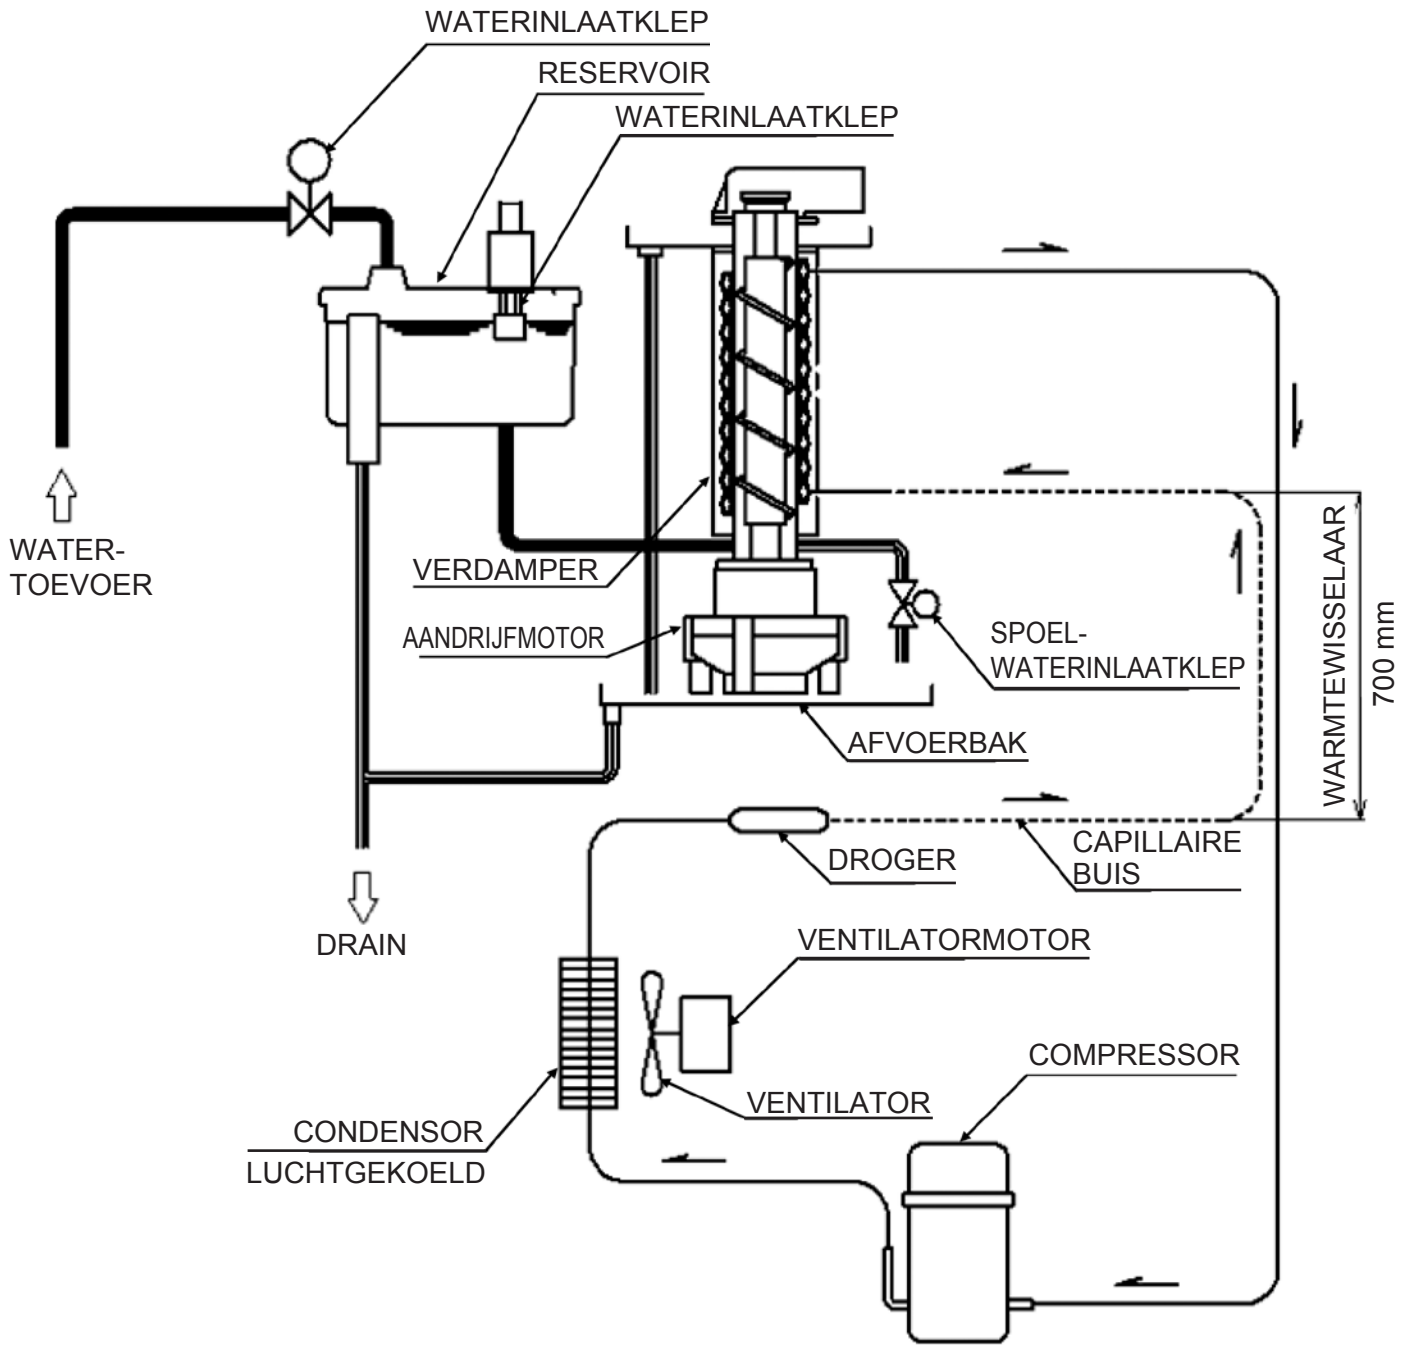 WATERINLAATKLEP
RESERVOIR
WATERINLAATKLEP
WATER-
TOEVOER
VERDAMPER
AANDRIJFMOTOR
SPOEL-
WATERINLAATKLEP
WARMTEWISSELAAR
700 mm
AFVOERBAK
DROGER
CAPILLAIRE
BUIS
DRAIN
VENTILATORMOTOR
COMPRESSOR
VENTILATOR
CONDENSOR
LUCHTGEKOELD